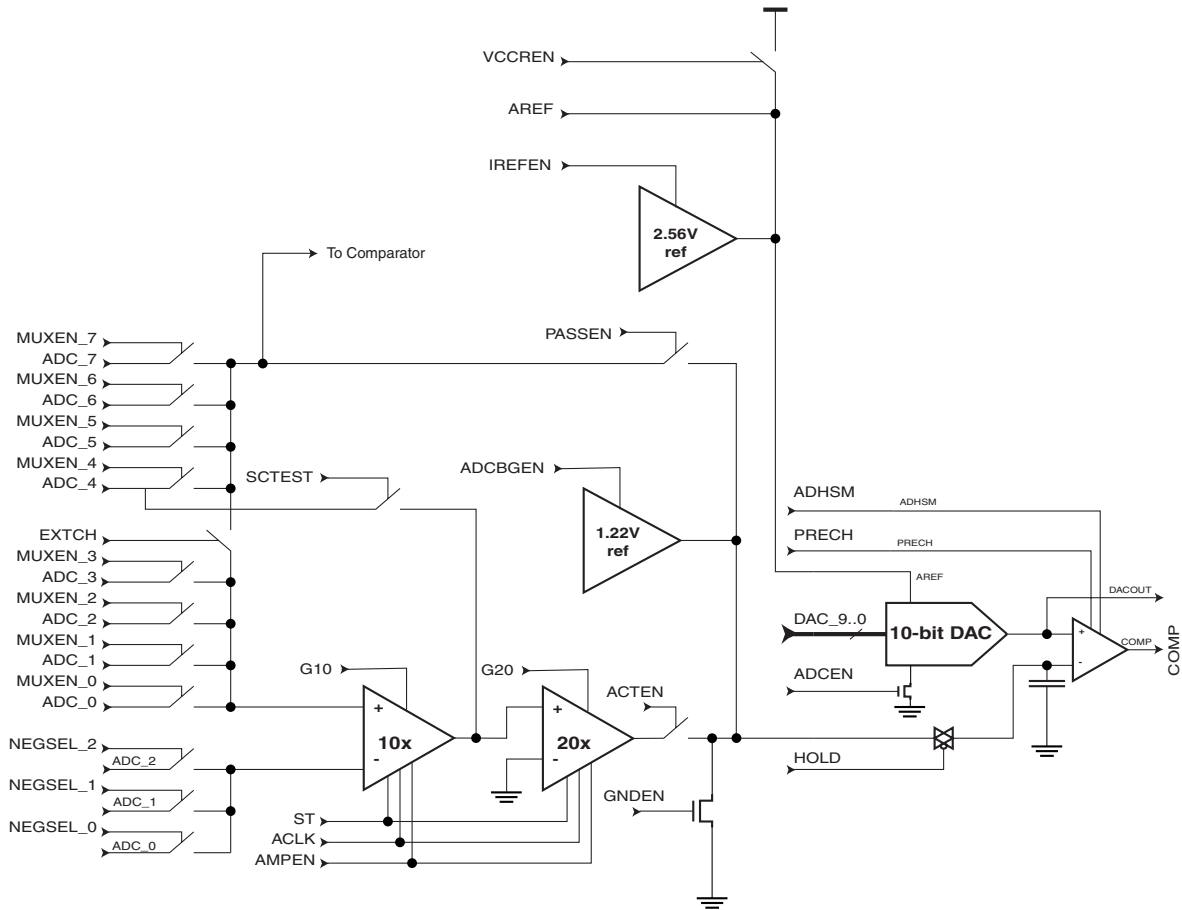 VCCREN
AREF
IREFEN
2.56V
ref
To Comparator
PASSEN
MUXEN_7
ADC_7
MUXEN_6
ADC_6
MUXEN_5
ADC_5
MUXEN_4
ADC_4
SCTEST
ADCBGEN
1.22V
ref
EXTCH
MUXEN_3
ADC_3
MUXEN_2
ADC_2
MUXEN_1
ADC_1
MUXEN_0
ADC_0
ADHSM
ADHSM
PRECH
PRECH
AREF
DACOUT
DAC_9..0
10-bit DAC
+
-
COMP
COMP
ADCEN
G10
+
10x
-
G20
+
20x
-
ACTEN
HOLD
NEGSEL_2
ADC_2
NEGSEL_1
ADC_1
NEGSEL_0
ADC_0
GNDEN
ST
ACLK
AMPEN